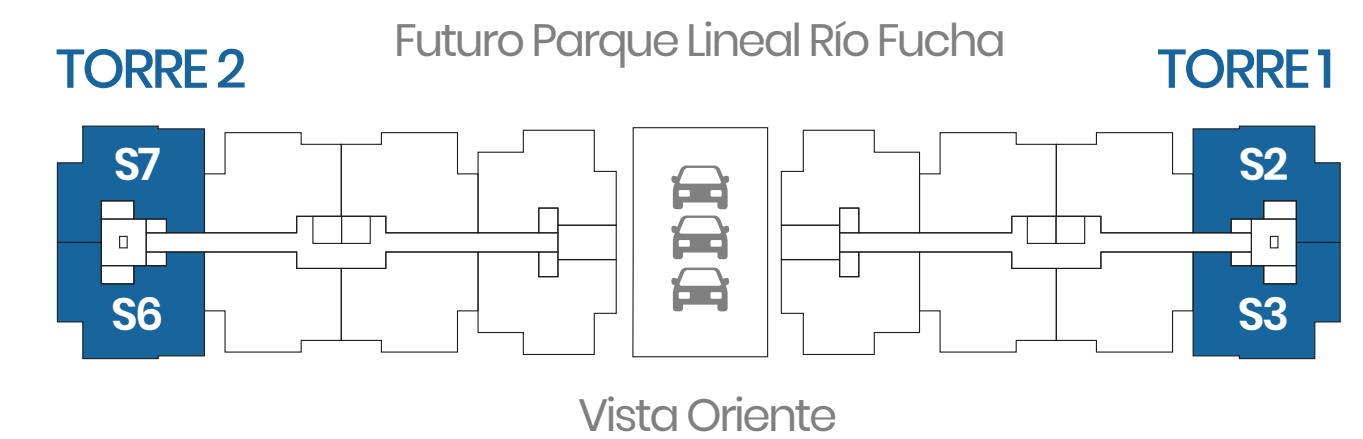 Futuro Parque Lineal Río Fucha
TORRE 2
TORRE 1
S7
S2
S6
S3
Vista Oriente